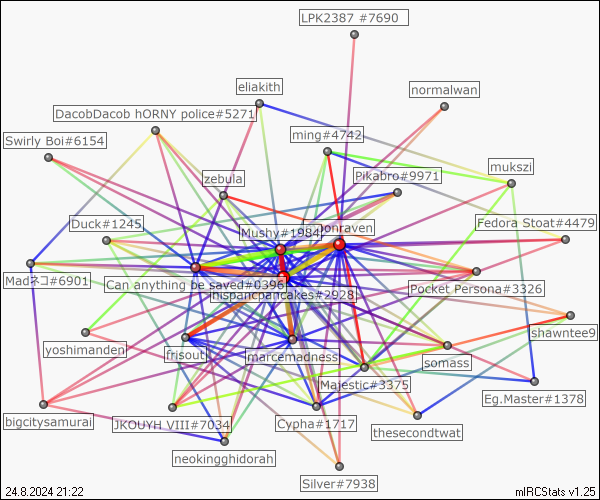 LPK2387 #7690
eliakith
normalwan
DacobDacob hORNY police#5271
ming#4742
Swirly Boi#6154
Pikabro#9971
mukszi
zebula
Duck#1245
Mushy#1984
Fedora Stoat#4479
Madネコ#6901
Can anything be saved#0396
hispancpancakes#2928
Pocket Persona#3326
shawntee9
yoshimanden
frisouti
marcemadness
somass
Majestic#3375
Eg.Master#1378
bigcitysamurai
JKOUYH VIII#7034
Cypha#1717
thesecondtwat
neokingghidorah
Silver#7938
24.8.2024 21:22
mIRCStats v1.25